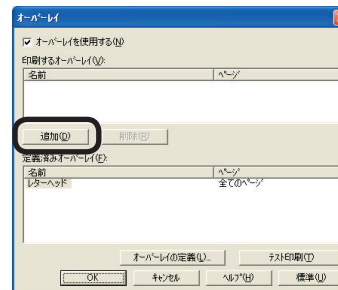 オーバーレイ
オーバーレイを使用する(N)
印刷するオーバーレイ(V):
名前 ページ
追加(D) 削除(R)
定義済みオーバーレイ(F):
名前 ページ
レターヘッド 全てのページ
オーバーレイの定義(L)... テスト印刷(T)
OK キャンセル ヘルプ(H) 標準(U)